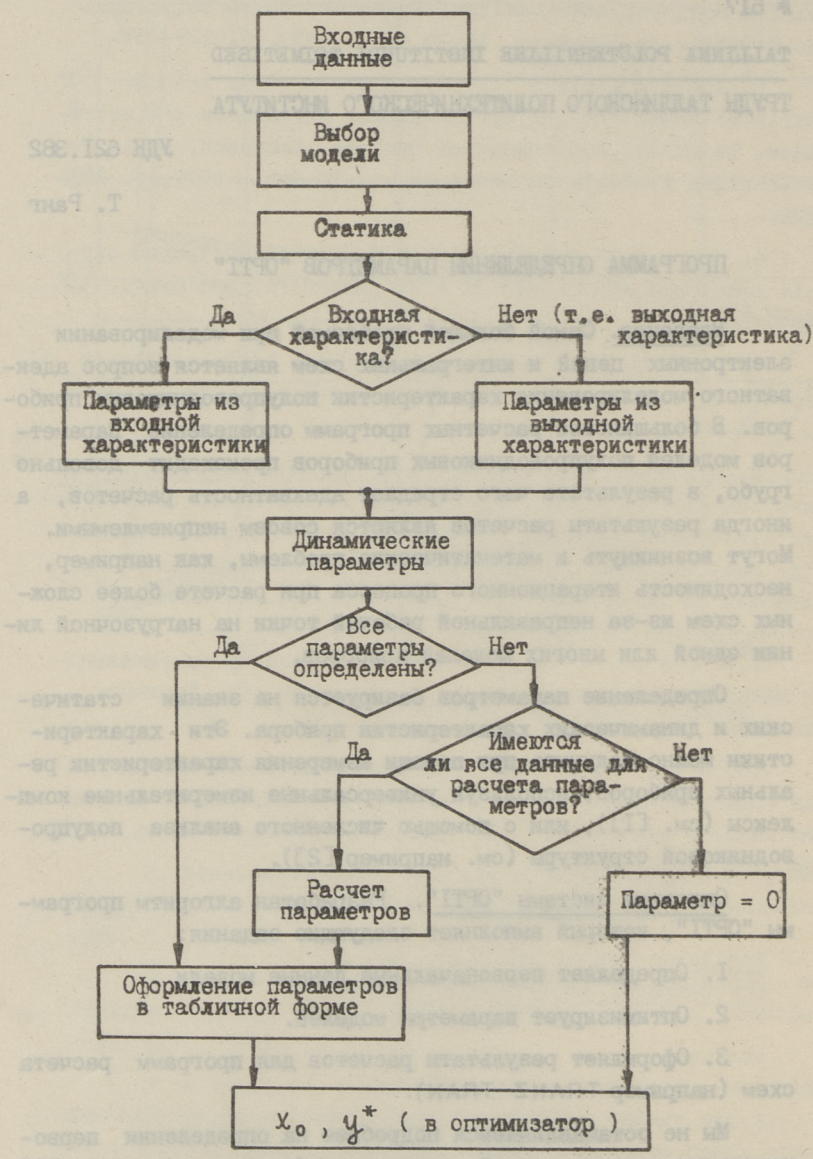 Входные
данные
Выбор
модели
Статика
Да
Входная
характеристи-
ка?
Нет (т.е. выходная
характеристика)
Параметры из
входной
характеристики
Параметры из
выходной
характеристики
Динамические
параметры
Да
Все
параметры
определены?
Нет
Да
Имеются
ли все данные для
расчета пара-
метров?
Нет
Расчет
параметров
Параметр = 0
Оформление параметров
в табличной форме
x₀ , y* ( в оптимизатор )